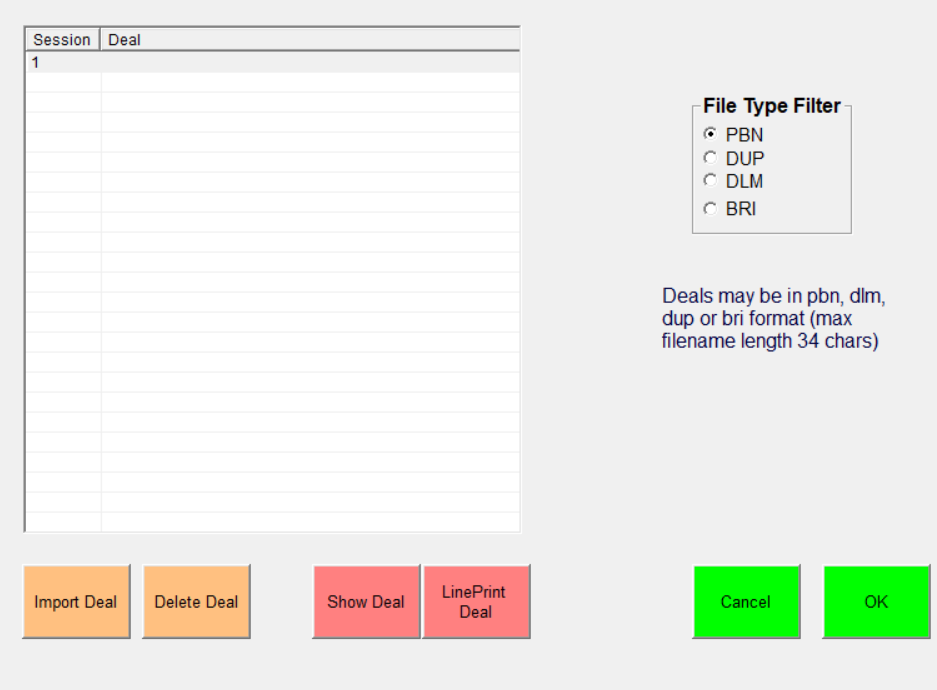 Session Deal
1
File Type Filter
PBN
DUP
DLM
BRI
Deals may be in pbn, dlm,
dup or bri format (max
filename length 34 chars)
Import Deal
Delete Deal
Show Deal
LinePrint
Deal
Cancel
OK